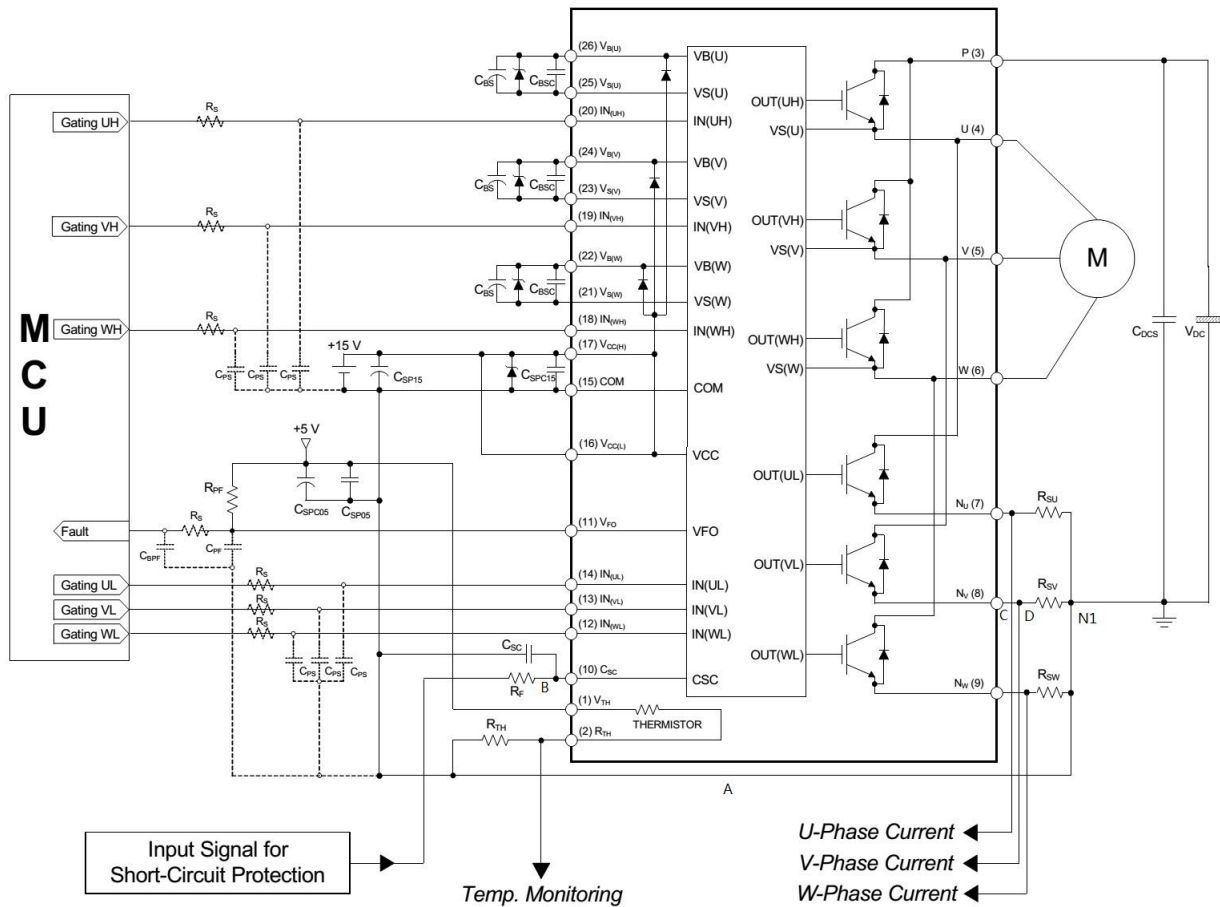 MCU
Gating UH
Gating VH
Gating WH
Fault
Gating UL
Gating VL
Gating WL
RS
RS
RS
CPS
CPS
CPS
+15 V
CSP15
CSPC15
+5 V
RPF
CSPC05
CSP05
RS
CBPF
CPF
RS
RS
RS
CPS
CPS
CPS
CSC
RF
B
RTH
CBS
CBSC
CBS
CBSC
CBS
CBSC
(26) VB(U)
(25) VS(U)
(20) IN(UH)
(24) VB(V)
(23) VS(V)
(19) IN(VH)
(22) VB(W)
(21) VS(W)
(18) IN(WH)
(17) VCC(H)
(15) COM
(16) VCC(L)
(11) VFO
(14) IN(UL)
(13) IN(VL)
(12) IN(WL)
(10) CSC
(1) VTH
(2) RTH
THERMISTOR
VB(U)
VS(U)
IN(UH)
VB(V)
VS(V)
IN(VH)
VB(W)
VS(W)
IN(WH)
COM
VCC
VFO
IN(UL)
IN(VL)
IN(WL)
CSC
OUT(UH)
VS(U)
OUT(VH)
VS(V)
OUT(WH)
VS(W)
OUT(UL)
OUT(VL)
OUT(WL)
P (3)
U (4)
V (5)
W (6)
NU (7)
NV (8)
NW (9)
M
CDCS
VDC
RSU
RSV
RSW
C
D
N1
A
Input Signal for
Short-Circuit Protection
Temp. Monitoring
U-Phase Current
V-Phase Current
W-Phase Current